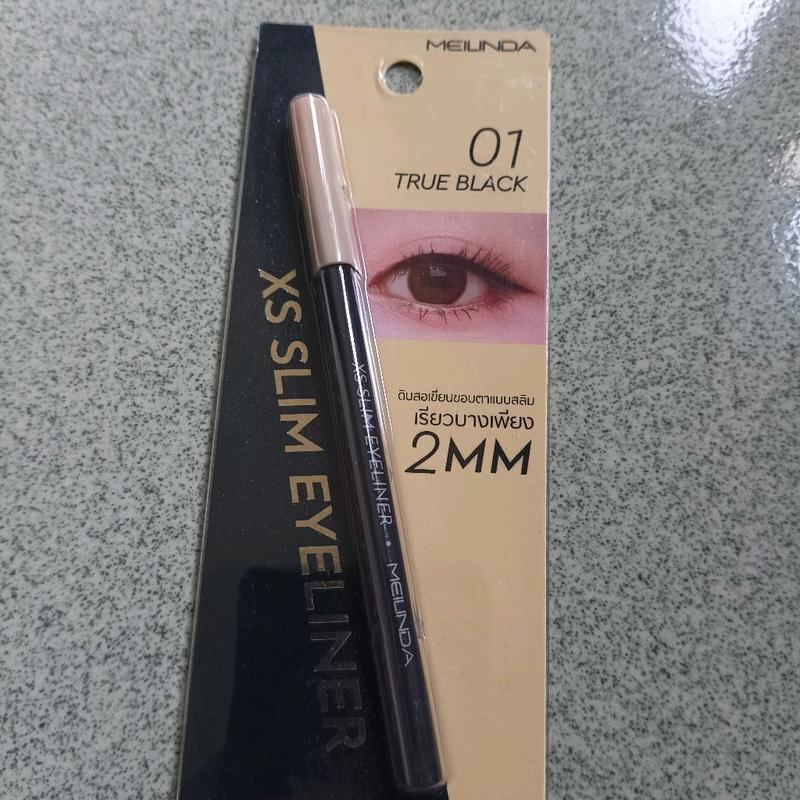 MEILINDA
01
TRUE BLACK
ดินสอเขียนขอบตาแบบสลิม
เรียวบางเพียง
2MM
XS SLIM EYELINER
XS SLIM EYELINER • MEILINDA